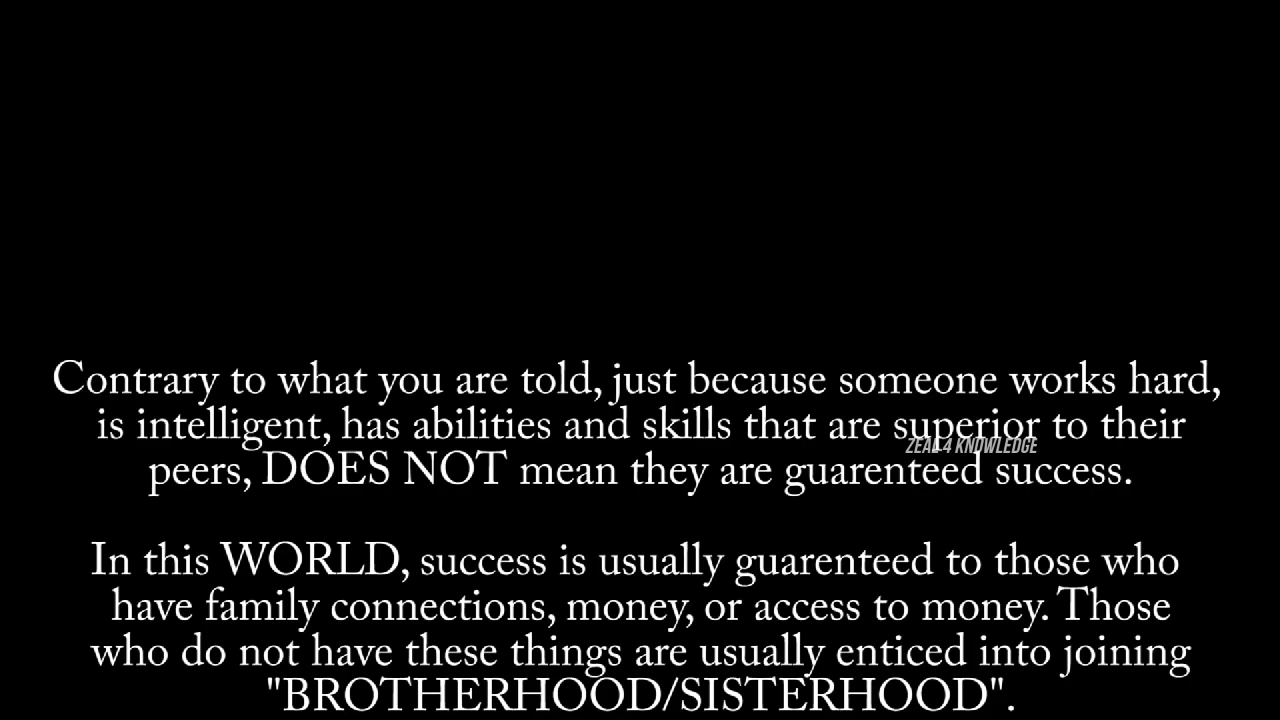 Contrary to what you are told, just because someone works hard,
is intelligent, has abilities and skills that are superior to their
ZEAL 4 KNOWLEDGE
peers, DOES NOT mean they are guarenteed success.
In this WORLD, success is usually guarenteed to those who
have family connections, money, or access to money. Those
who do not have these things are usually enticed into joining
"BROTHERHOOD/SISTERHOOD".